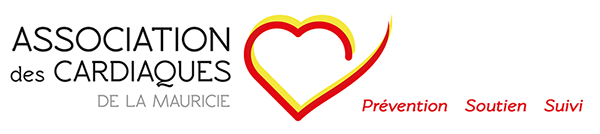 ASSOCIATION
des CARDIAQUES
DE LA MAURICIE
Prévention Soutien Suivi